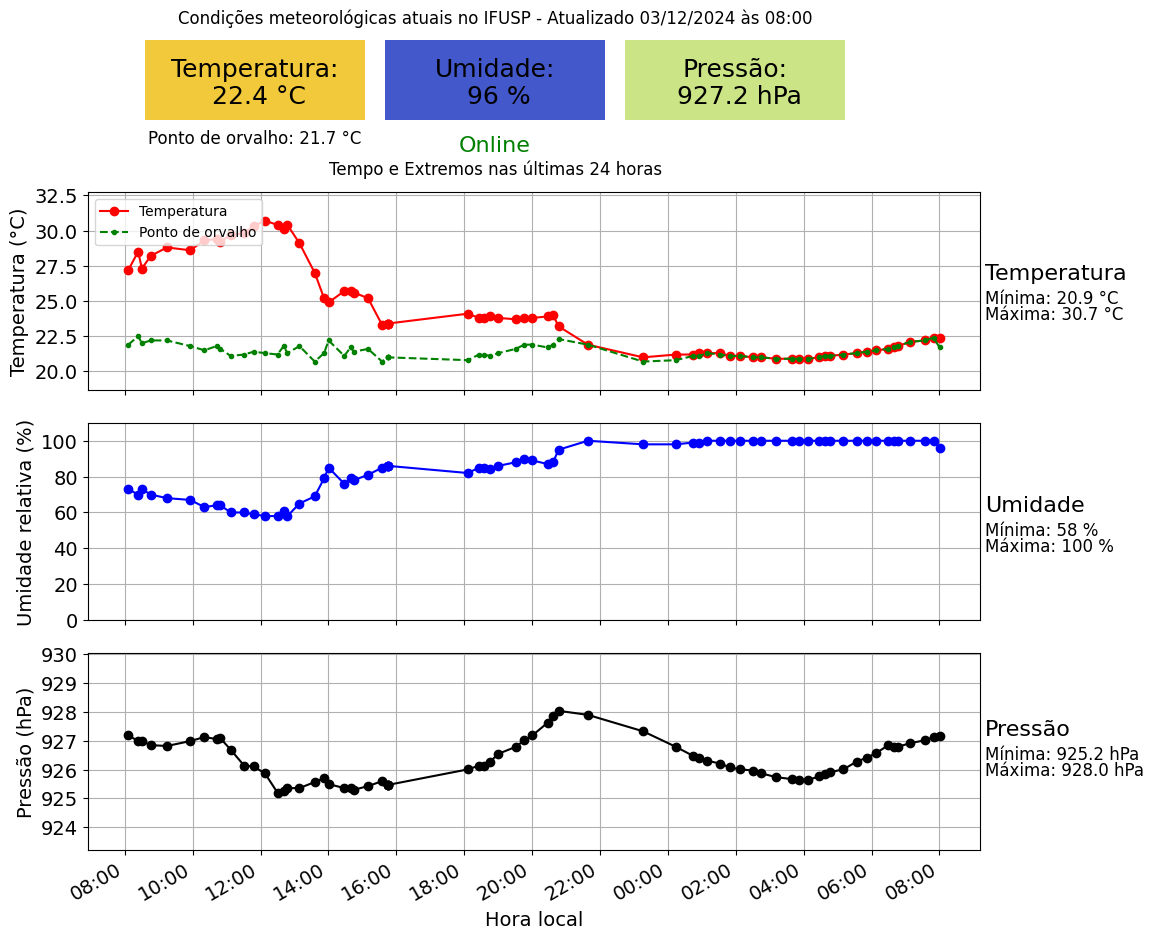 Condições meteorológicas atuais no IFUSP - Atualizado 03/12/2024 às 08:00
Temperatura:
22.4 °C
Umidade:
96 %
Pressão:
927.2 hPa
Ponto de orvalho: 21.7 °C
Online
Tempo e Extremos nas últimas 24 horas
Temperatura (°C)
32.5
30.0
27.5
25.0
22.5
20.0
Temperatura
Ponto de orvalho
Temperatura
Mínima: 20.9 °C
Máxima: 30.7 °C
Umidade relativa (%)
100
80
60
40
20
0
Umidade
Mínima: 58 %
Máxima: 100 %
Pressão (hPa)
930
929
928
927
926
925
924
Pressão
Mínima: 925.2 hPa
Máxima: 928.0 hPa
08:00 10:00 12:00 14:00 16:00 18:00 20:00 22:00 00:00 02:00 04:00 06:00 08:00
Hora local